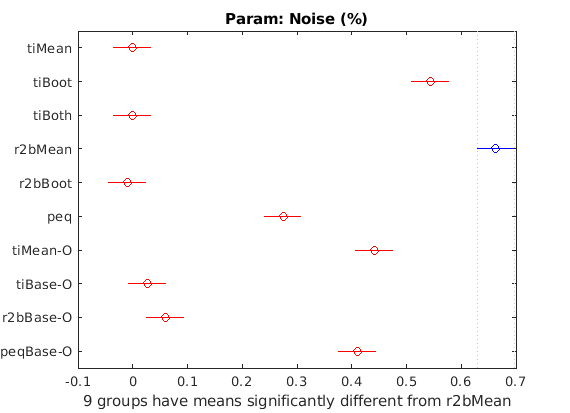 Param: Noise (%)
tiMean
tiBoot
tiBoth
r2bMean
r2bBoot
peq
tiMean-O
tiBase-O
r2bBase-O
peqBase-O
-0.1 0 0.1 0.2 0.3 0.4 0.5 0.6 0.7
9 groups have means significantly different from r2bMean